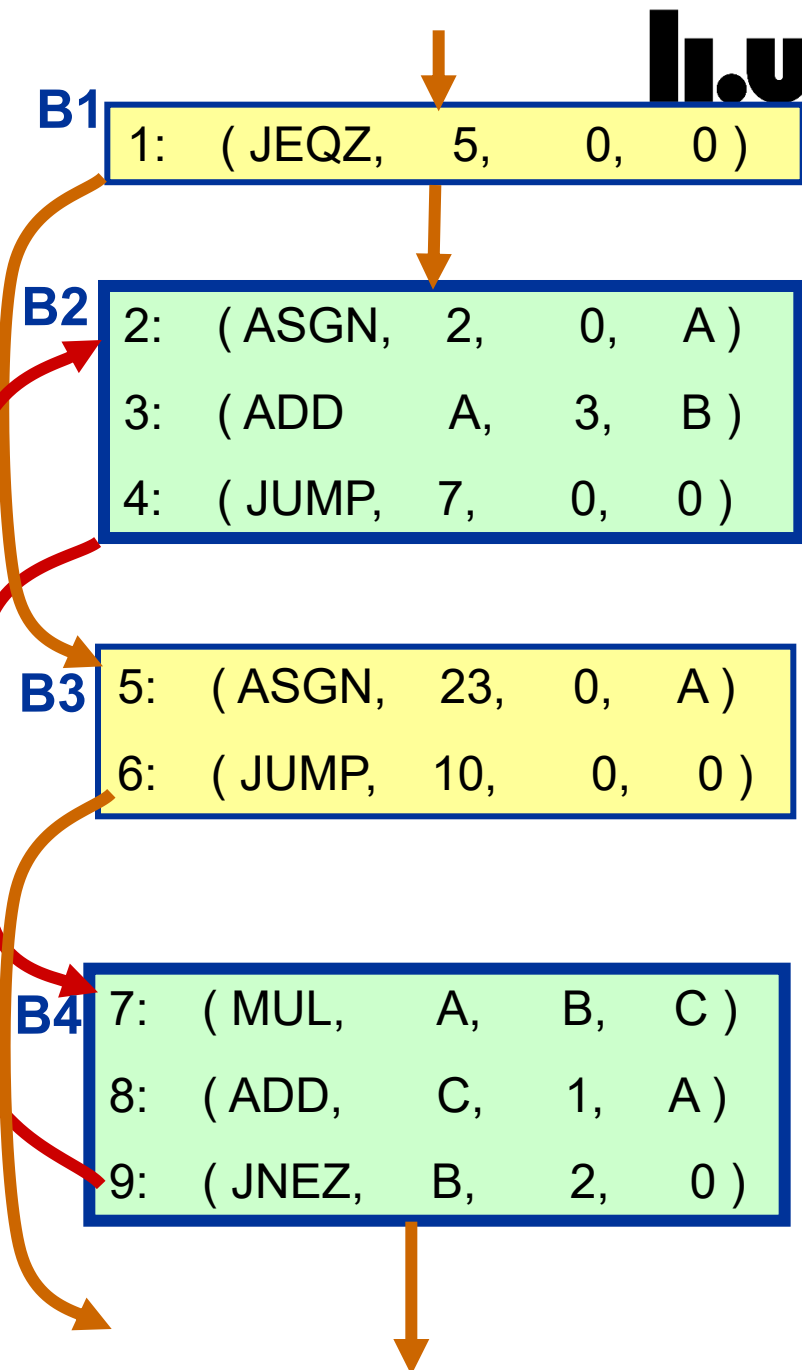 li.u
B1
1: ( JEQZ, 5, 0, 0 )
B2
2: ( ASGN, 2, 0, A )
3: ( ADD A, 3, B )
4: ( JUMP, 7, 0, 0 )
B3
5: ( ASGN, 23, 0, A )
6: ( JUMP, 10, 0, 0 )
B4
7: ( MUL, A, B, C )
8: ( ADD, C, 1, A )
9: ( JNEZ, B, 2, 0 )